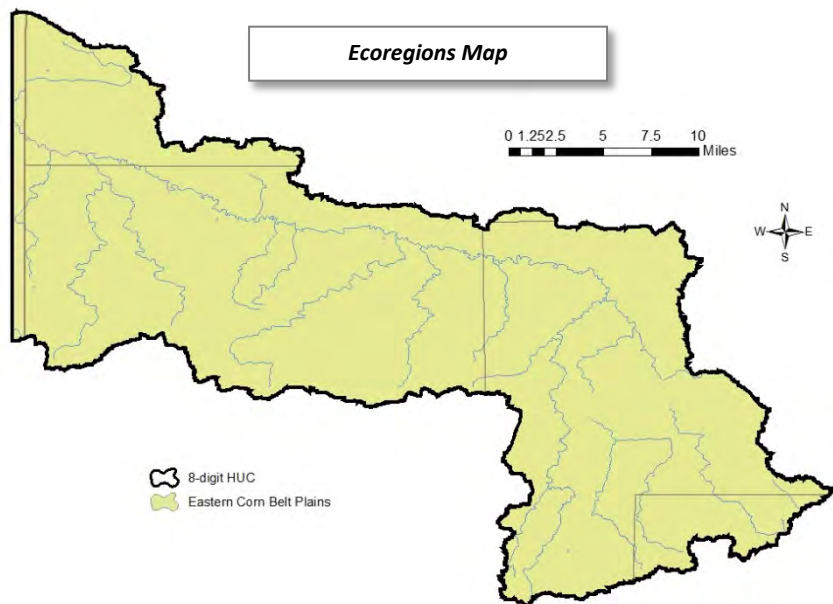 Ecoregions Map
0 1.252.5 5 7.5 10
Miles
N
W E
S
8-digit HUC
Eastern Corn Belt Plains